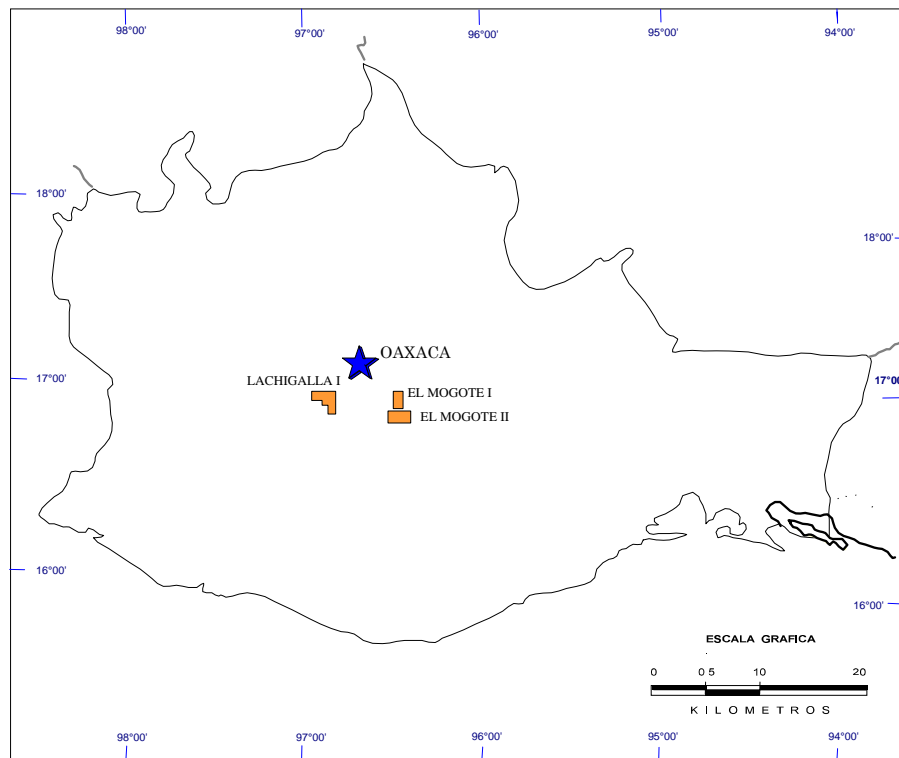 98°00' 97°00' 96°00' 95°00' 94°00'
18°00'
18°00'
OAXACA
17°00'
LACHIGALLA I
17°00'
EL MOGOTE I
EL MOGOTE II
16°00'
16°00'
ESCALA GRAFICA
0 0 5 10 20
KILOMETROS
98°00' 97°00' 96°00' 95°00' 94°00'